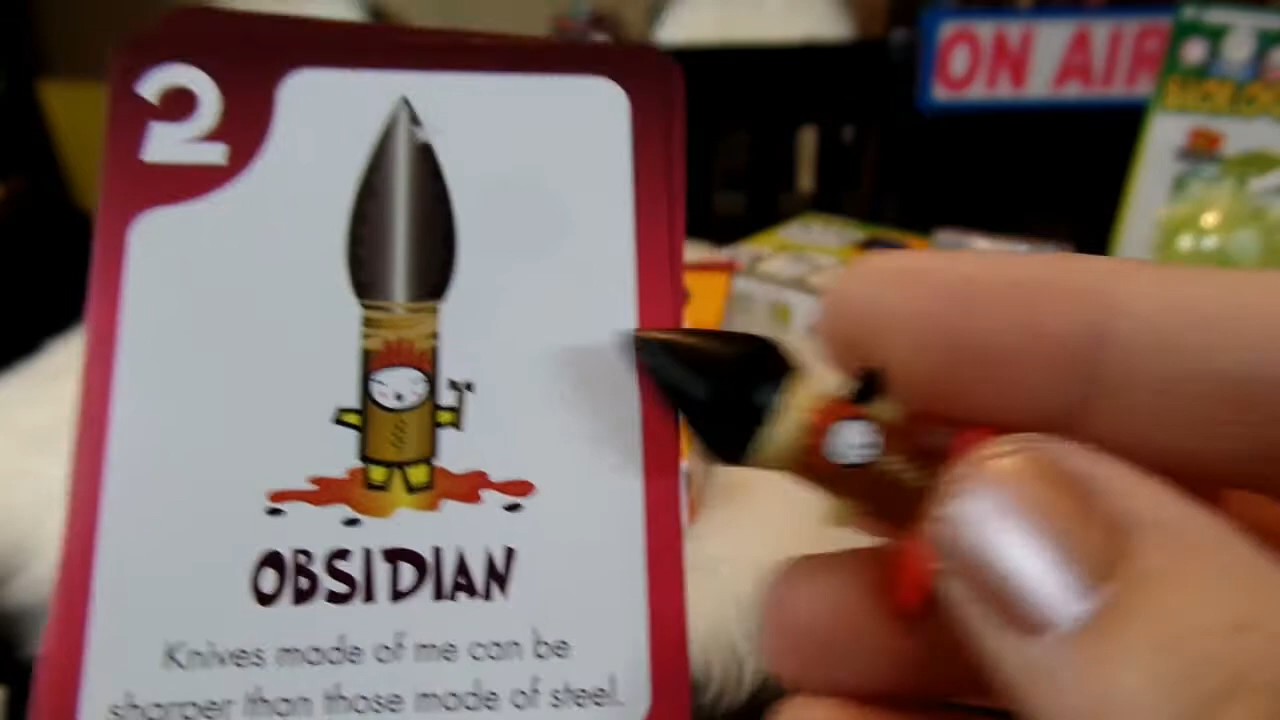 2
ON AIR
OBSIDIAN
Knives made of me can be
sharper than those made of steel.